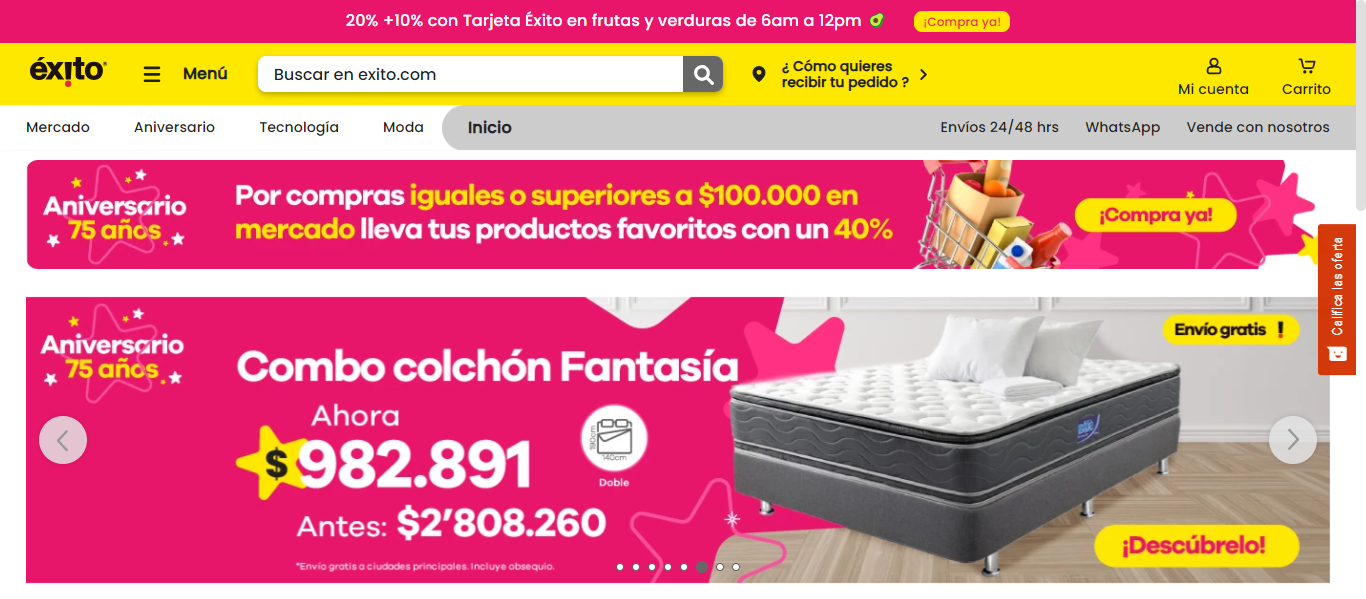 20% +10% con Tarjeta Éxito en frutas y verduras de 6am a 12pm
¡Compra ya!
éxito
Menú
Buscar en exito.com
¿ Cómo quieres
recibir tu pedido ?
Mi cuenta
Carrito
Mercado
Aniversario
Tecnología
Moda
Inicio
Envíos 24/48 hrs
WhatsApp
Vende con nosotros
Aniversario
75 años
Por compras iguales o superiores a $100.000 en
mercado lleva tus productos favoritos con un 40%
¡Compra ya!
Califica las oferta
Aniversario
75 años
Combo colchón Fantasía
Ahora
$982.891
Antes: $2'808.260
190cm
140cm
Doble
*Envío gratis a ciudades principales. Incluye obsequio.
Envío gratis !
¡Descúbrelo!